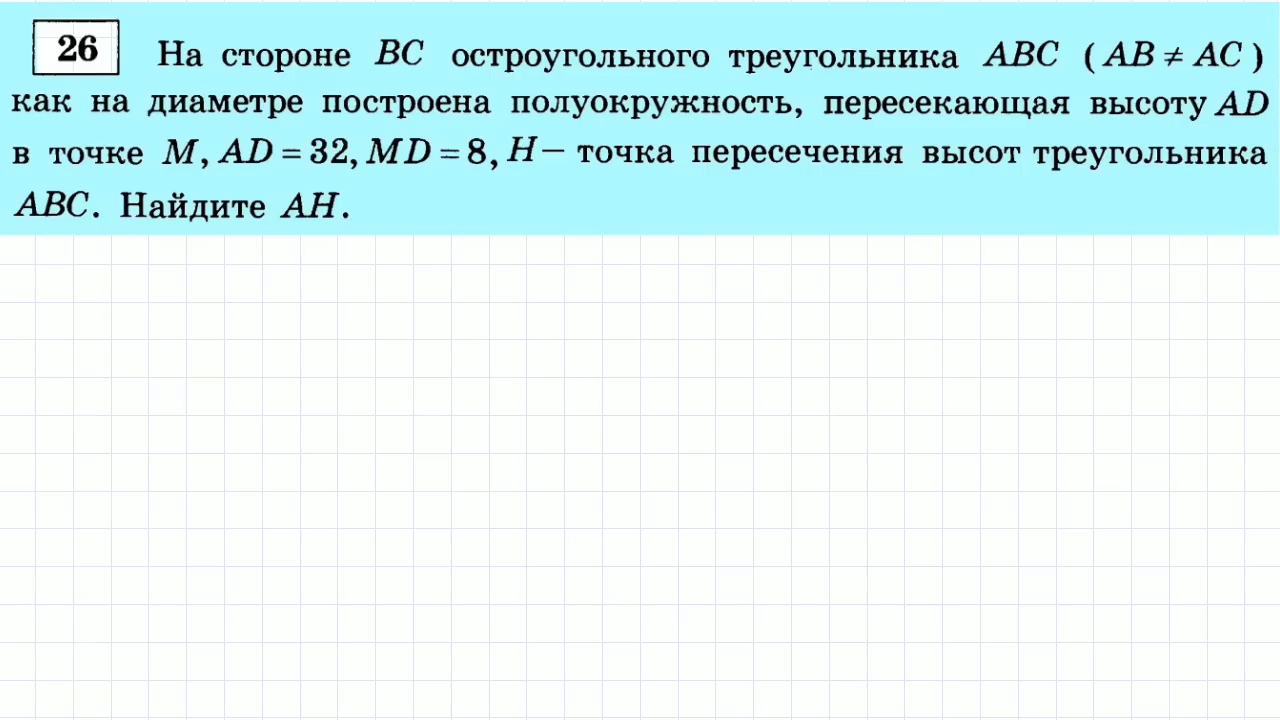 26 На стороне BC остроугольного треугольника ABC ( AB ≠ AC )
как на диаметре построена полуокружность, пересекающая высоту AD
в точке M, AD = 32, MD = 8, H — точка пересечения высот треугольника
ABC. Найдите AH.